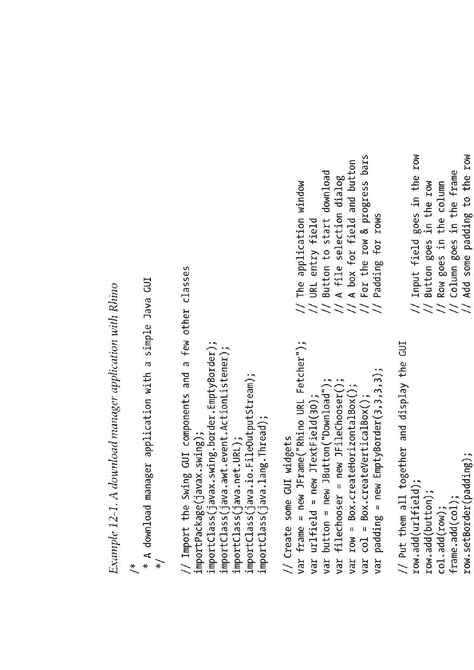 Example 12-1. A download manager application with Rhino
/*
 * A download manager application with a simple Java GUI
 */
// Import the Swing GUI components and a few other classes
importPackage(javax.swing);
importClass(javax.swing.border.EmptyBorder);
importClass(java.awt.event.ActionListener);
importClass(java.net.URL);
importClass(java.io.FileOutputStream);
importClass(java.lang.Thread);
// Create some GUI widgets
var frame = new JFrame("Rhino URL Fetcher"); // The application window
var urlfield = new JTextField(30); // URL entry field
var button = new JButton("Download"); // Button to start download
var filechooser = new JFileChooser(); // A file selection dialog
var row = Box.createHorizontalBox(); // A box for field and button
var col = Box.createVerticalBox(); // For the row & progress bars
var padding = new EmptyBorder(3,3,3,3); // Padding for rows
// Put them all together and display the GUI
row.add(urlfield); // Input field goes in the row
row.add(button); // Button goes in the row
col.add(row); // Row goes in the column
frame.add(col); // Column goes in the frame
row.setBorder(padding); // Add some padding to the row